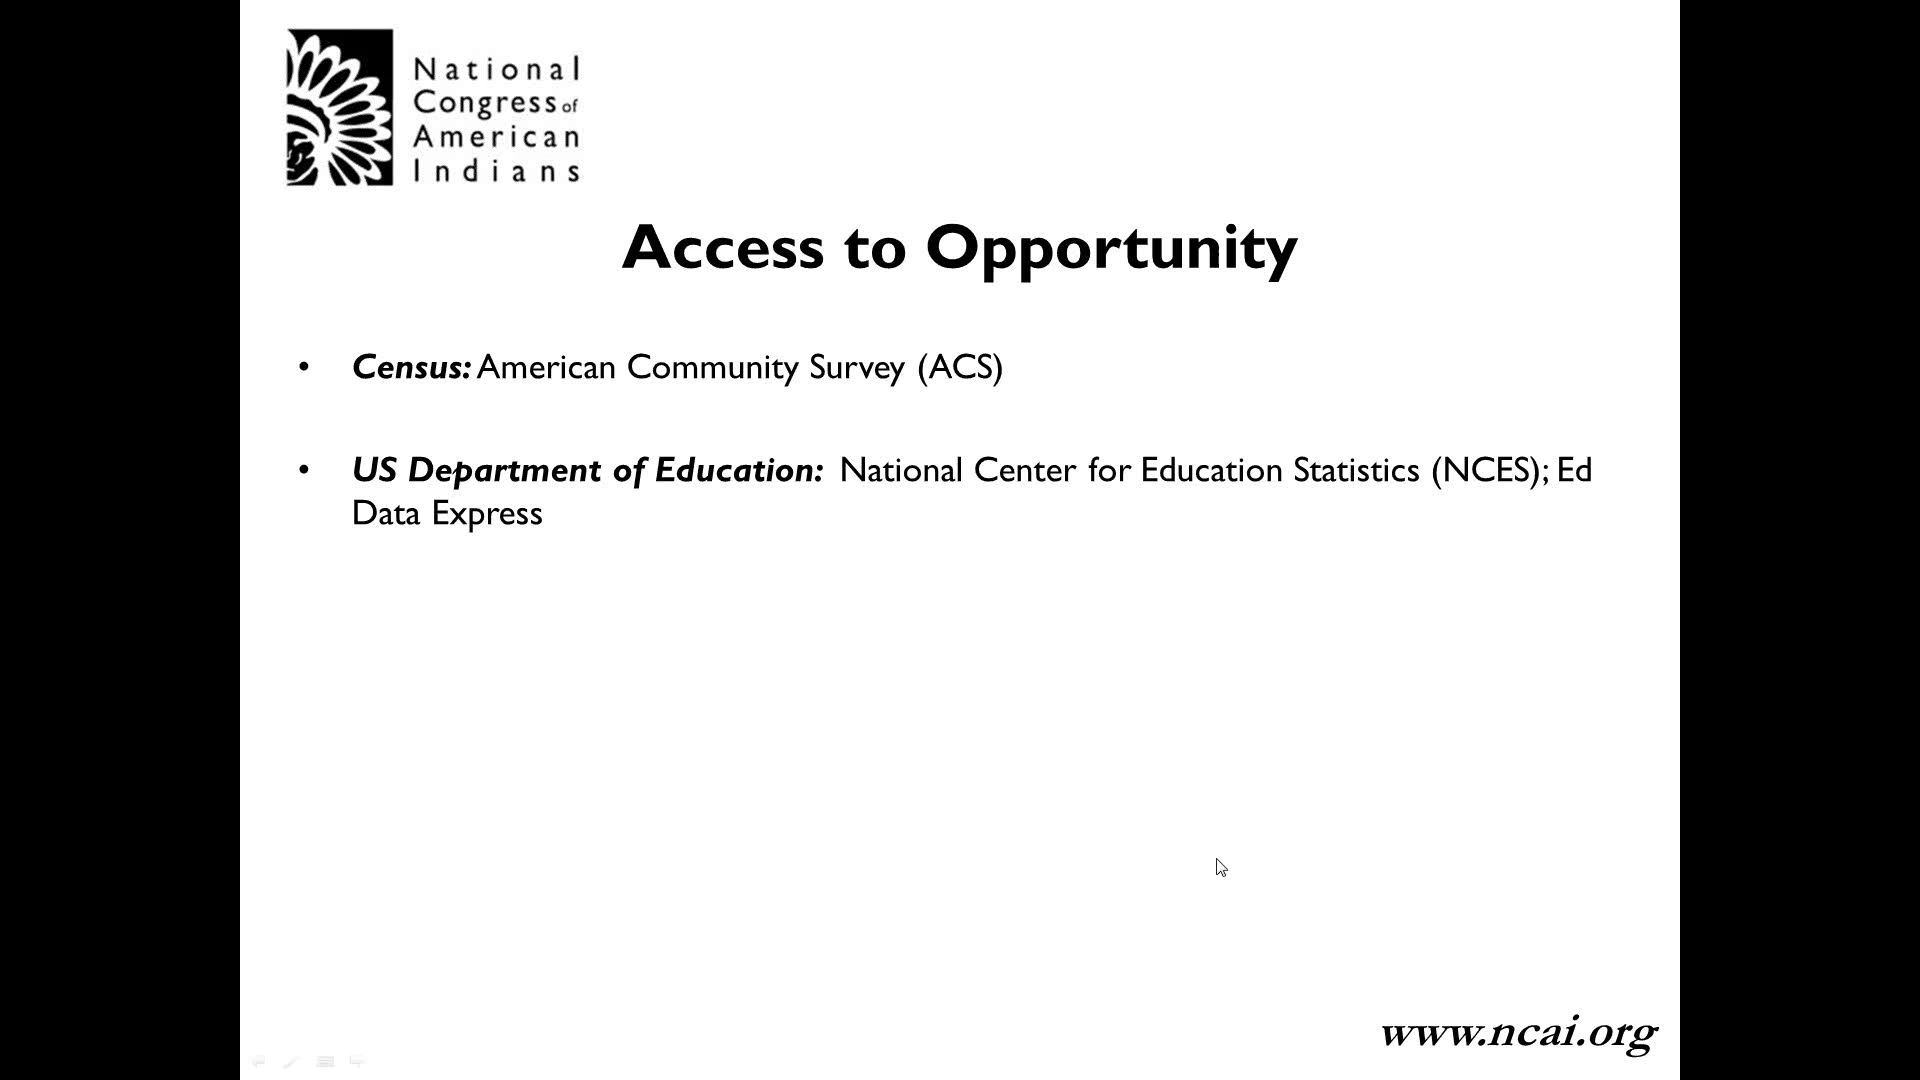 National
Congress of
American
Indians
Access to Opportunity
• Census: American Community Survey (ACS)
• US Department of Education: National Center for Education Statistics (NCES); Ed
Data Express
www.ncai.org